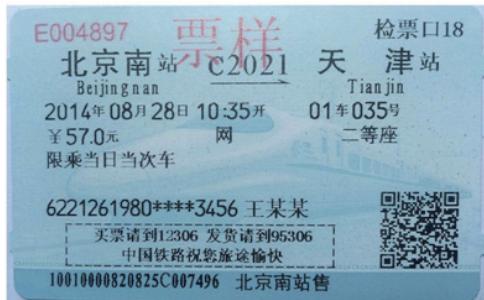 E004897 票样 检票口18
北京南站 C2021 天津站
Beijingnan Tianjin
2014年08月28日 10:35开 01车035号
¥57.0元 网 二等座
限乘当日当次车
6221261980****3456 王某某
买票请到12306 发货请到95306
中国铁路祝您旅途愉快
10010000820825C007496 北京南站售